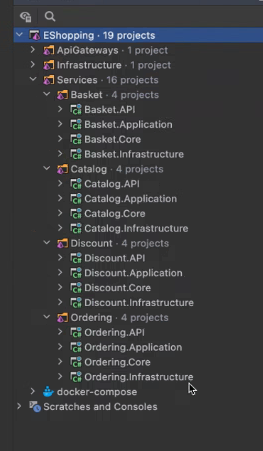 EShopping · 19 projects
ApiGateways · 1 project
Infrastructure · 1 project
Services · 16 projects
Basket · 4 projects
Basket.API
Basket.Application
Basket.Core
Basket.Infrastructure
Catalog · 4 projects
Catalog.API
Catalog.Application
Catalog.Core
Catalog.Infrastructure
Discount · 4 projects
Discount.API
Discount.Application
Discount.Core
Discount.Infrastructure
Ordering · 4 projects
Ordering.API
Ordering.Application
Ordering.Core
Ordering.Infrastructure
docker-compose
Scratches and Consoles